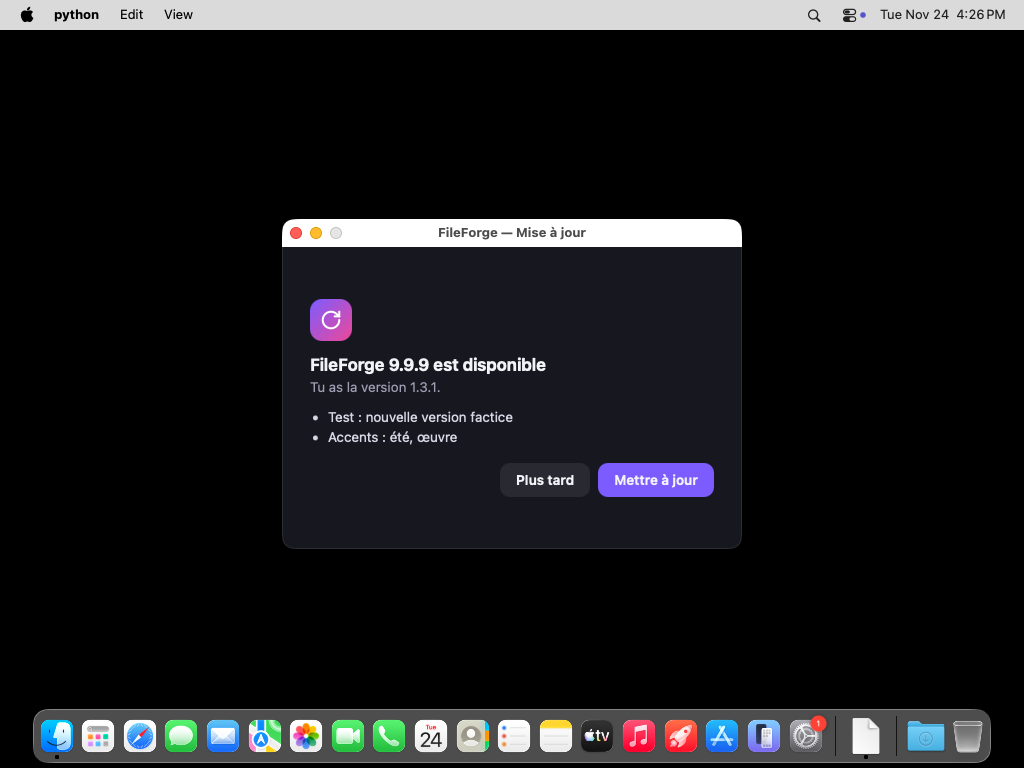 python Edit View Tue Nov 24 4:26 PM
FileForge — Mise à jour
FileForge 9.9.9 est disponible
Tu as la version 1.3.1.
• Test : nouvelle version factice
• Accents : été, œuvre
Plus tard Mettre à jour
Tue
24
tv
1